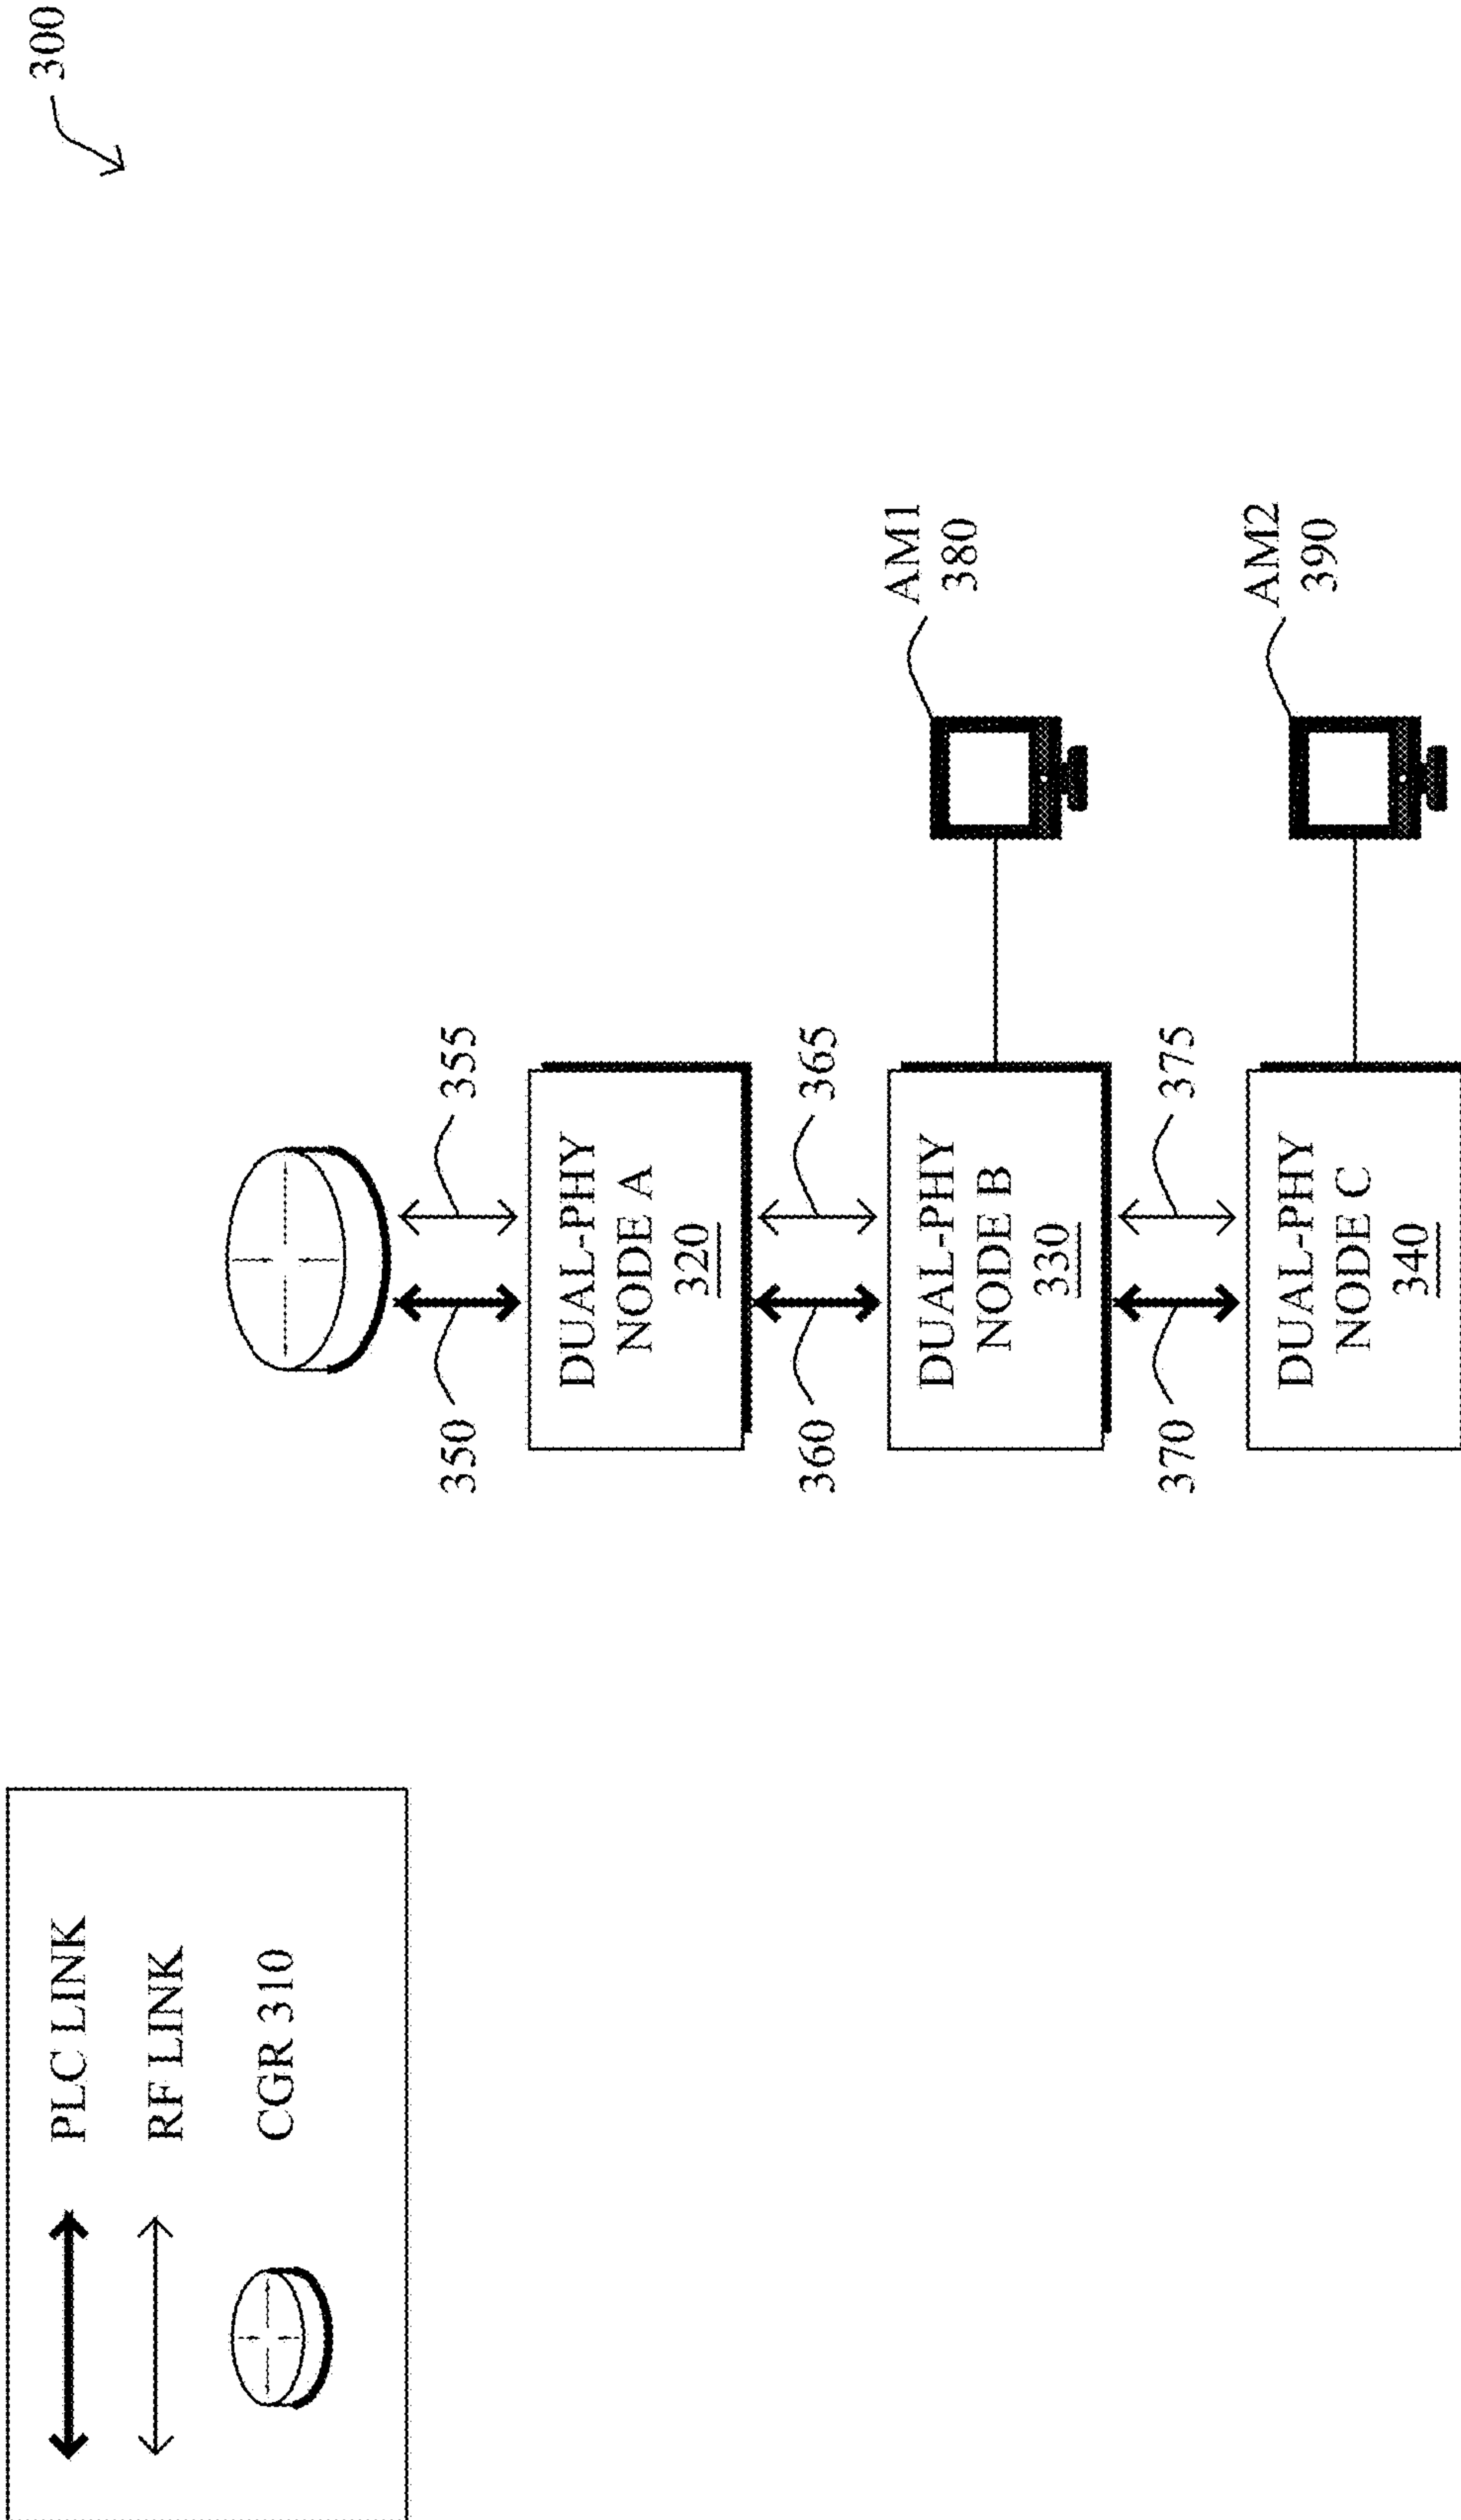 300
PLC LINK
RF LINK
CGR 310
350
355
DUAL-PHY
NODE A
320
360
365
DUAL-PHY
NODE B
330
AM1
380
370
375
DUAL-PHY
NODE C
340
AM2
390